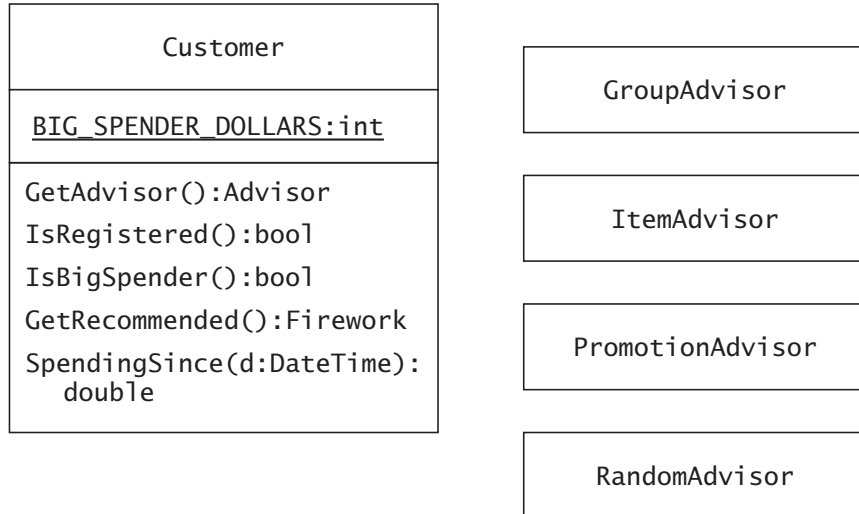 Customer
BIG_SPENDER_DOLLARS:int
GetAdvisor():Advisor
IsRegistered():bool
IsBigSpender():bool
GetRecommended():Firework
SpendingSince(d:DateTime):
double
GroupAdvisor
ItemAdvisor
PromotionAdvisor
RandomAdvisor